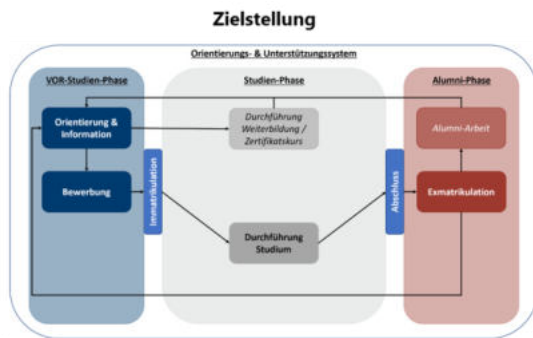 Zielstellung
Orientierungs- & Unterstützungssystem
VOR-Studien-Phase
Studien-Phase
Alumni-Phase
Orientierung &
Information
Durchführung
Weiterbildung /
Zertifikatskurs
Alumni-Arbeit
Bewerbung
Immatrikulation
Abschluss
Exmatrikulation
Durchführung
Studium